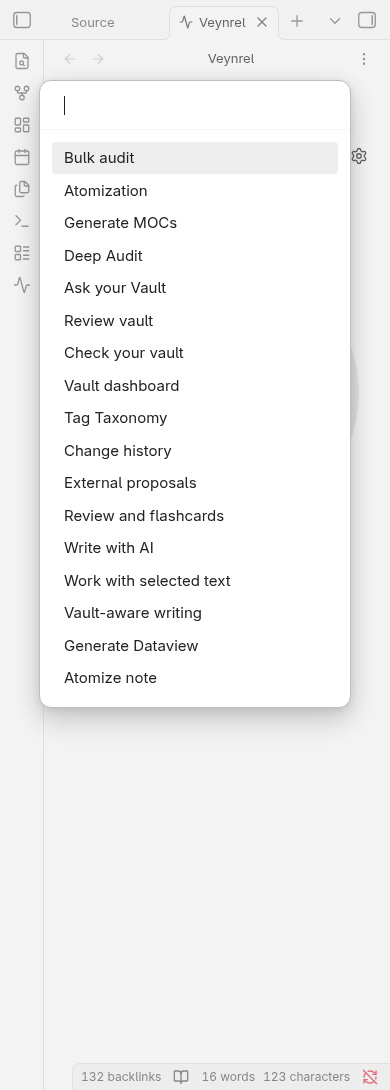 Source
Veynrel
Veynrel
Bulk audit
Atomization
Generate MOCs
Deep Audit
Ask your Vault
Review vault
Check your vault
Vault dashboard
Tag Taxonomy
Change history
External proposals
Review and flashcards
Write with AI
Work with selected text
Vault-aware writing
Generate Dataview
Atomize note
132 backlinks 16 words 123 characters